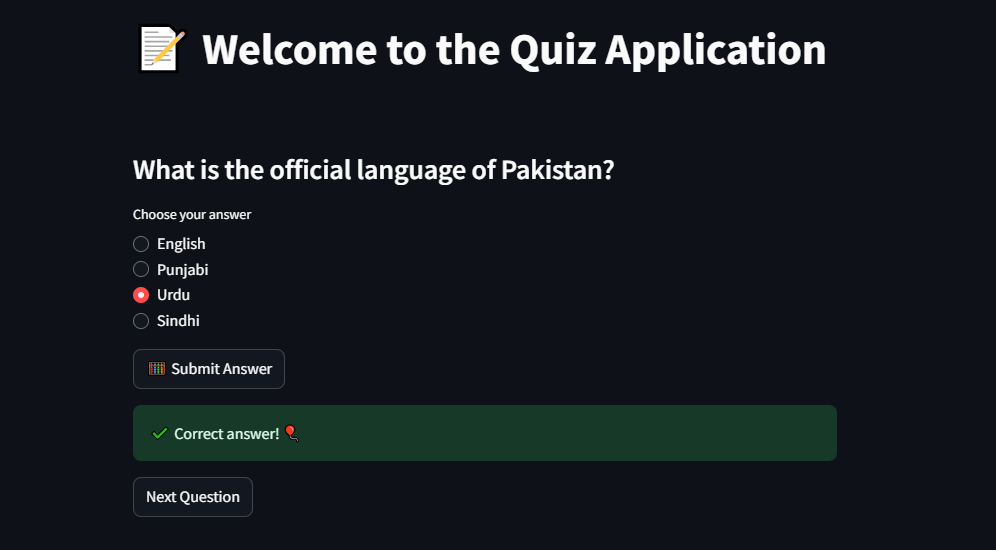 Welcome to the Quiz Application
What is the official language of Pakistan?
Choose your answer
English
Punjabi
Urdu
Sindhi
Submit Answer
Correct answer!
Next Question